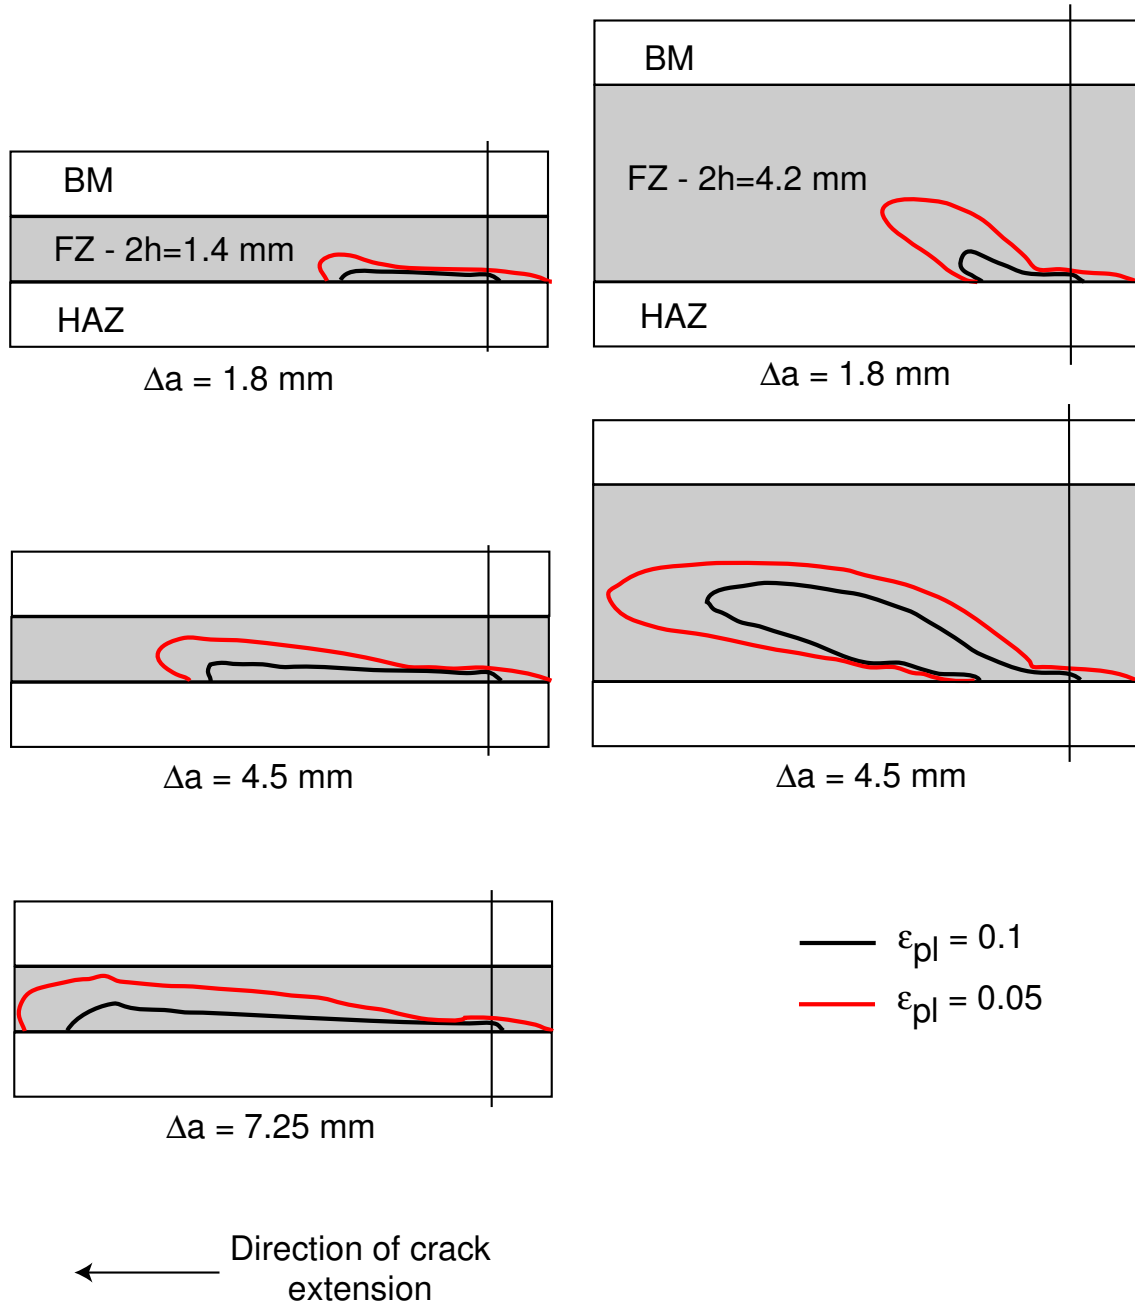 BM
FZ - 2h=1.4 mm
HAZ
Δa = 1.8 mm
BM
FZ - 2h=4.2 mm
HAZ
Δa = 1.8 mm
Δa = 4.5 mm
Δa = 4.5 mm
Δa = 7.25 mm
εpl = 0.1
εpl = 0.05
Direction of crack
extension